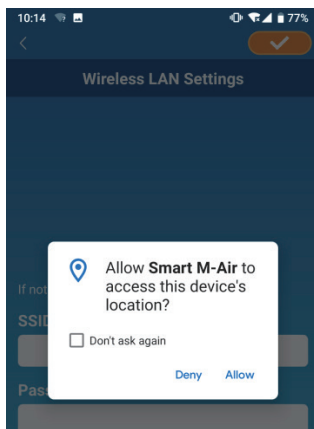 10:14 77%
Wireless LAN Settings
Allow Smart M-Air to
access this device's
location?
If not
SSID
Don't ask again
Deny Allow
Pass